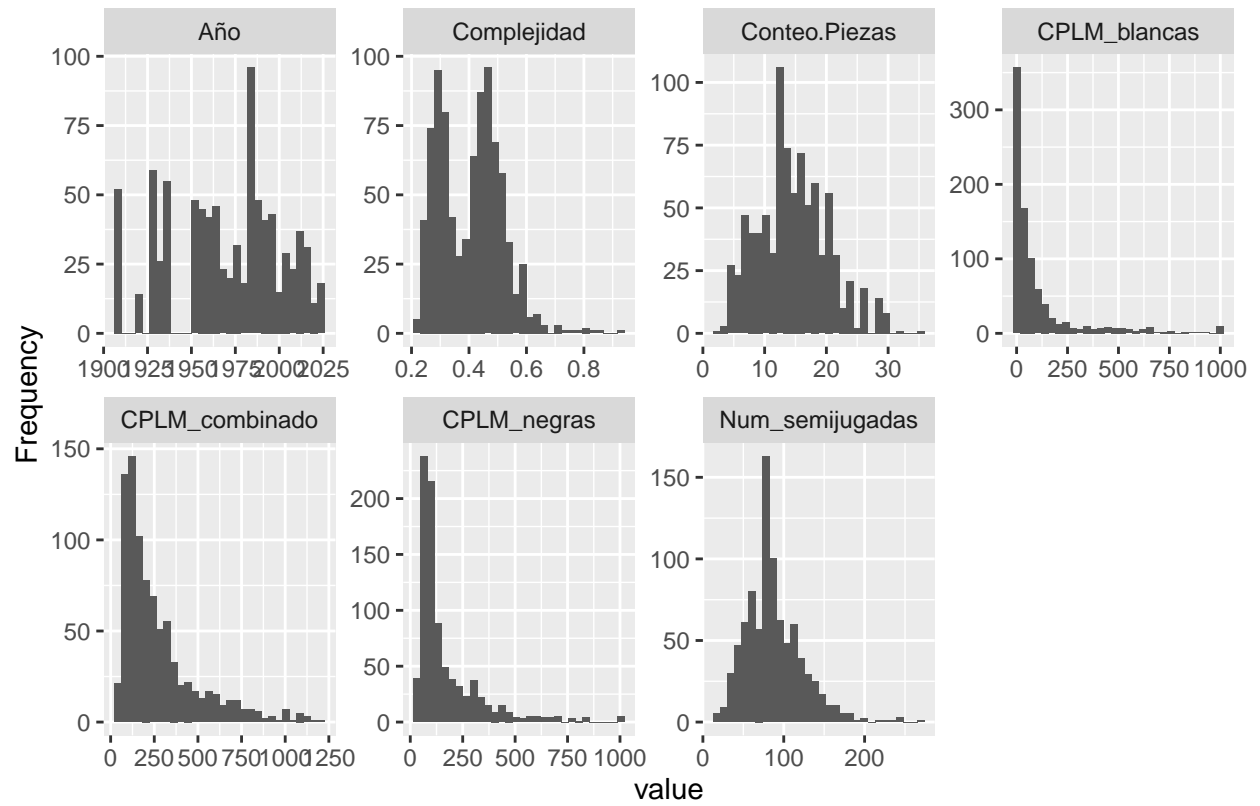 Año Complejidad Conteo.Piezas CPLM_blancas
100 75 50 25 0
100 75 50 25 0
100 75 50 25 0
300 200 100 0
1900 1925 1950 1975 2000 2025
0.2 0.4 0.6 0.8
0 10 20 30
0 250 500 750 1000
Frequency
CPLM_combinado CPLM_negras Num_semijugadas
150 100 50 0
200 150 100 50 0
150 100 50 0
0 250 500 750 1000 1250
0 250 500 750 1000
0 100 200
value